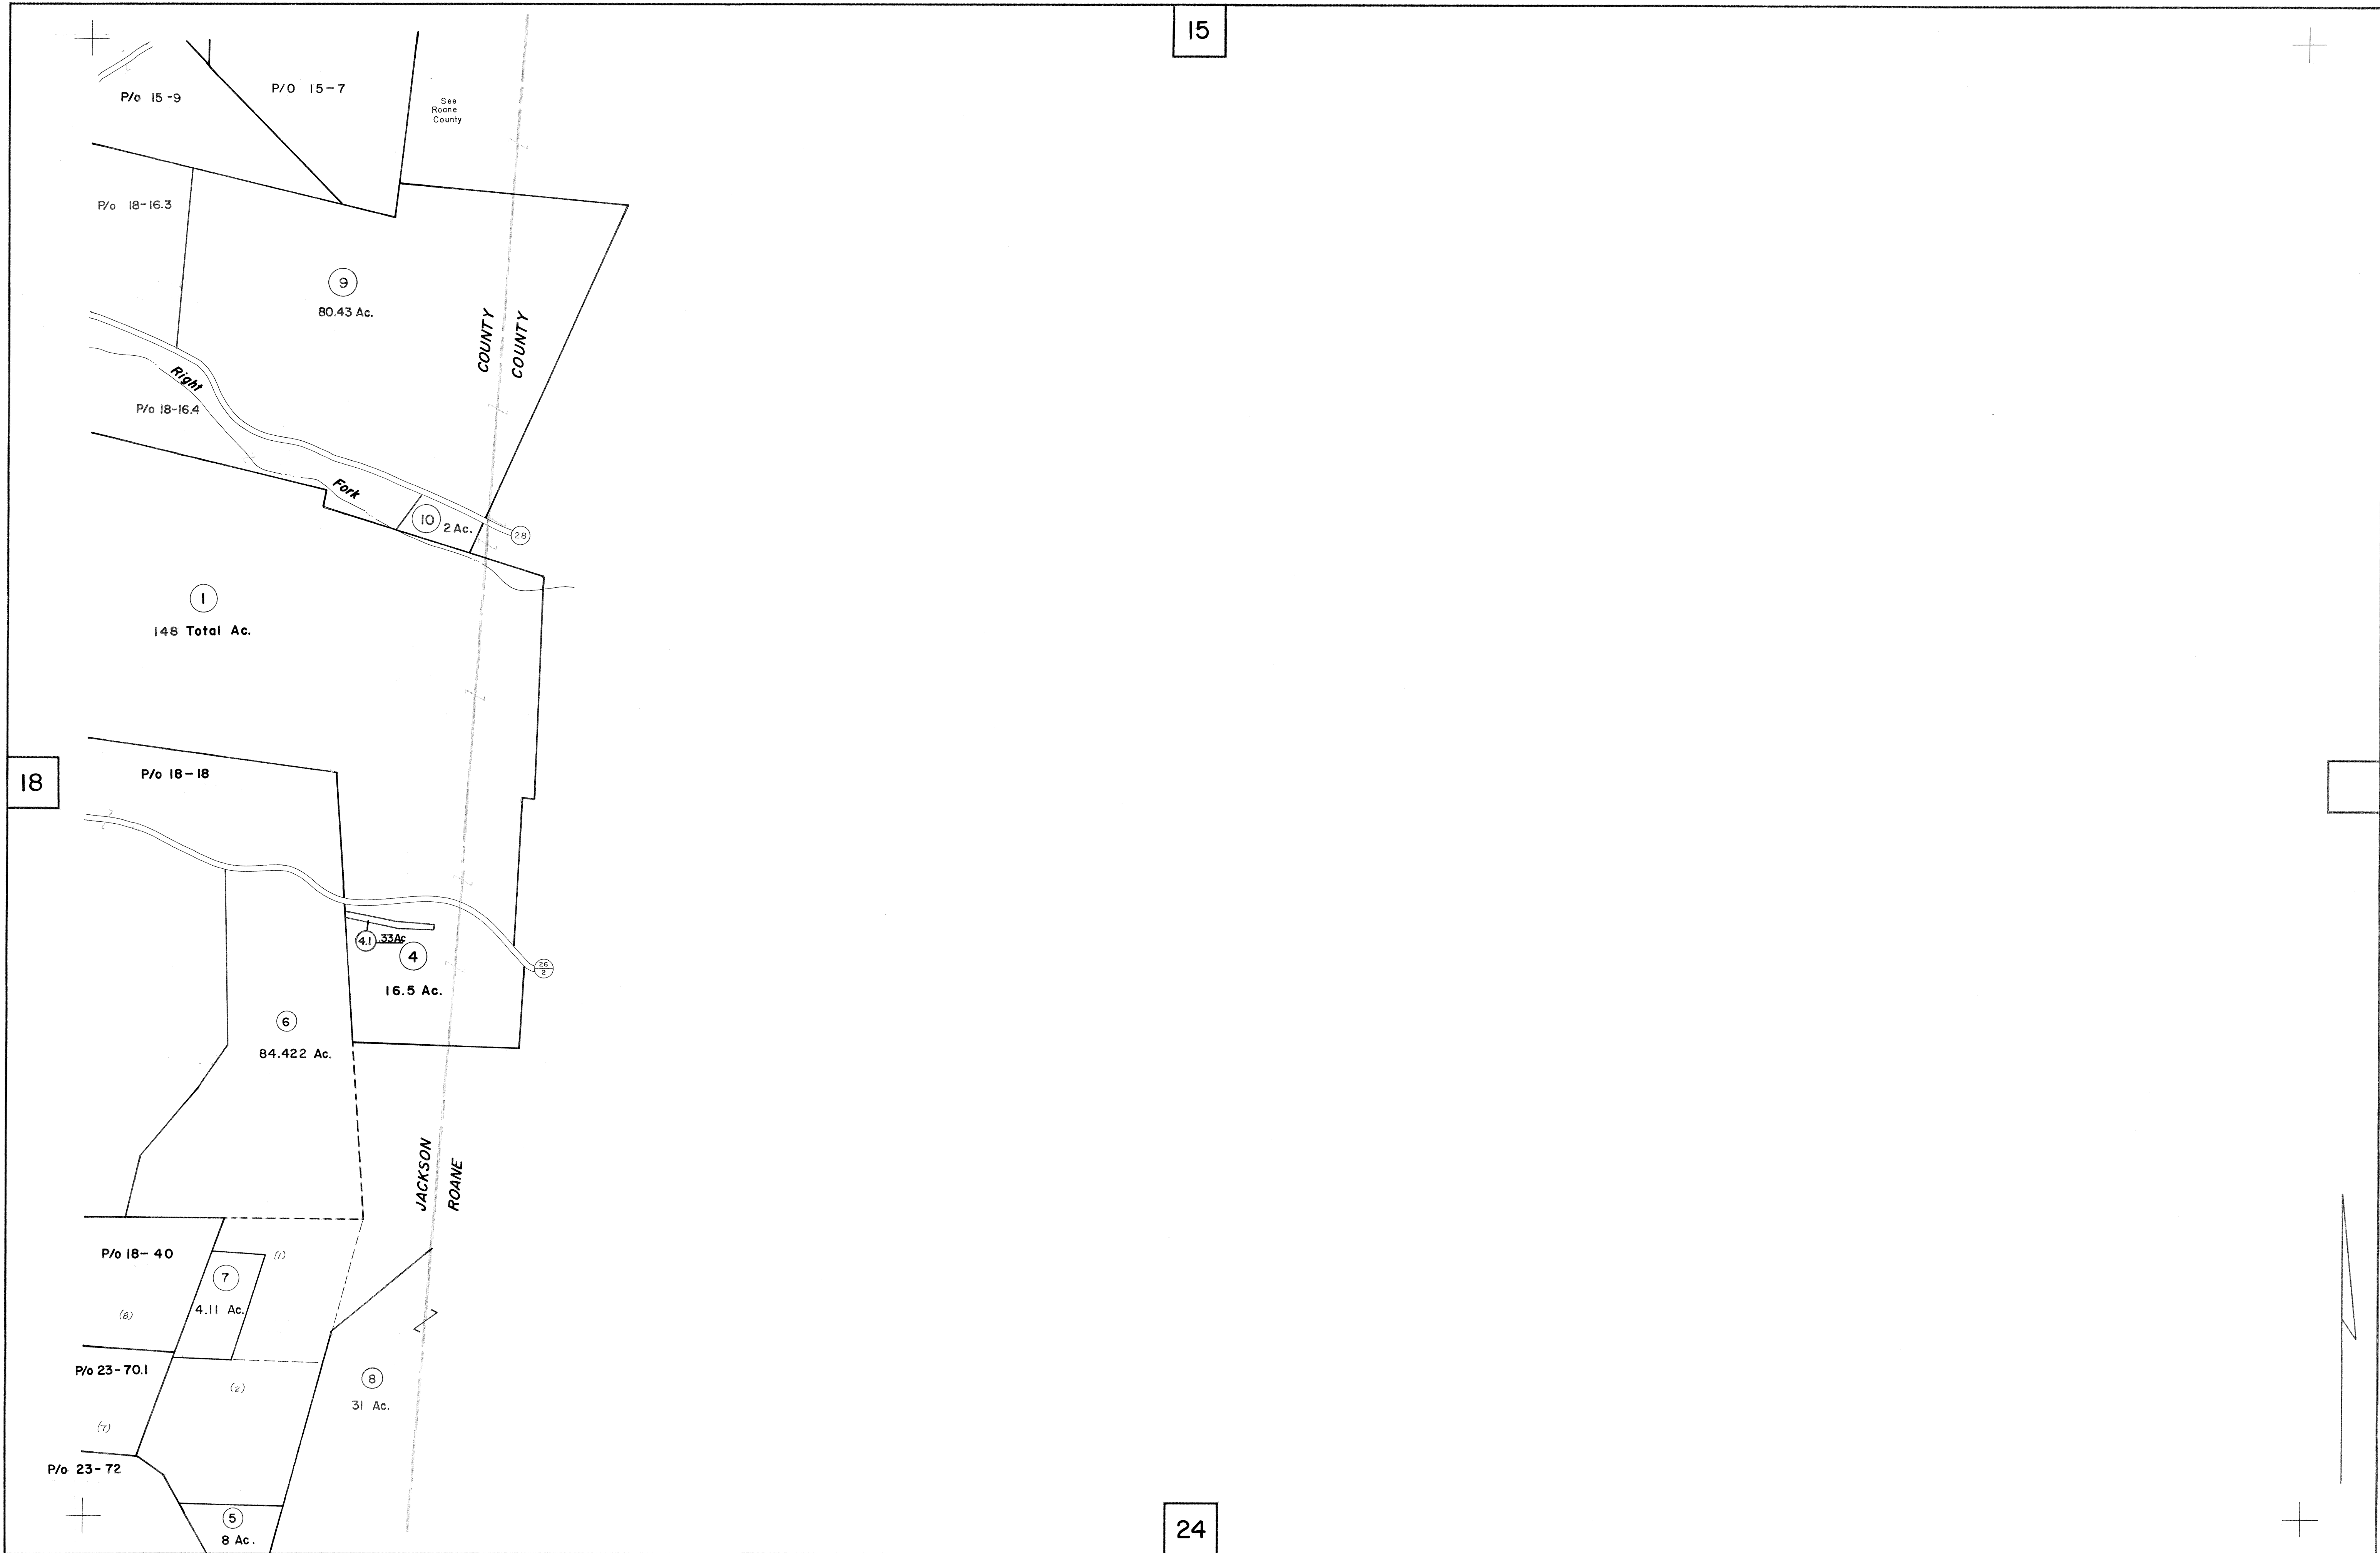 15
P/o 15-9
P/O 15-7
See
Roane
County
P/o 18-16.3
9
80.43 Ac.
COUNTY
COUNTY
Right
P/o 18-16.4
Fork
10
2 Ac.
28
1
148 Total Ac.
P/o 18-18
18
4.1
.33Ac
4
26
2
16.5 Ac.
6
84.422 Ac.
JACKSON
ROANE
P/o 18-40
(1)
7
4.11 Ac.
(8)
P/o 23-70.1
8
(2)
31 Ac.
(7)
P/o 23-72
5
8 Ac.
24